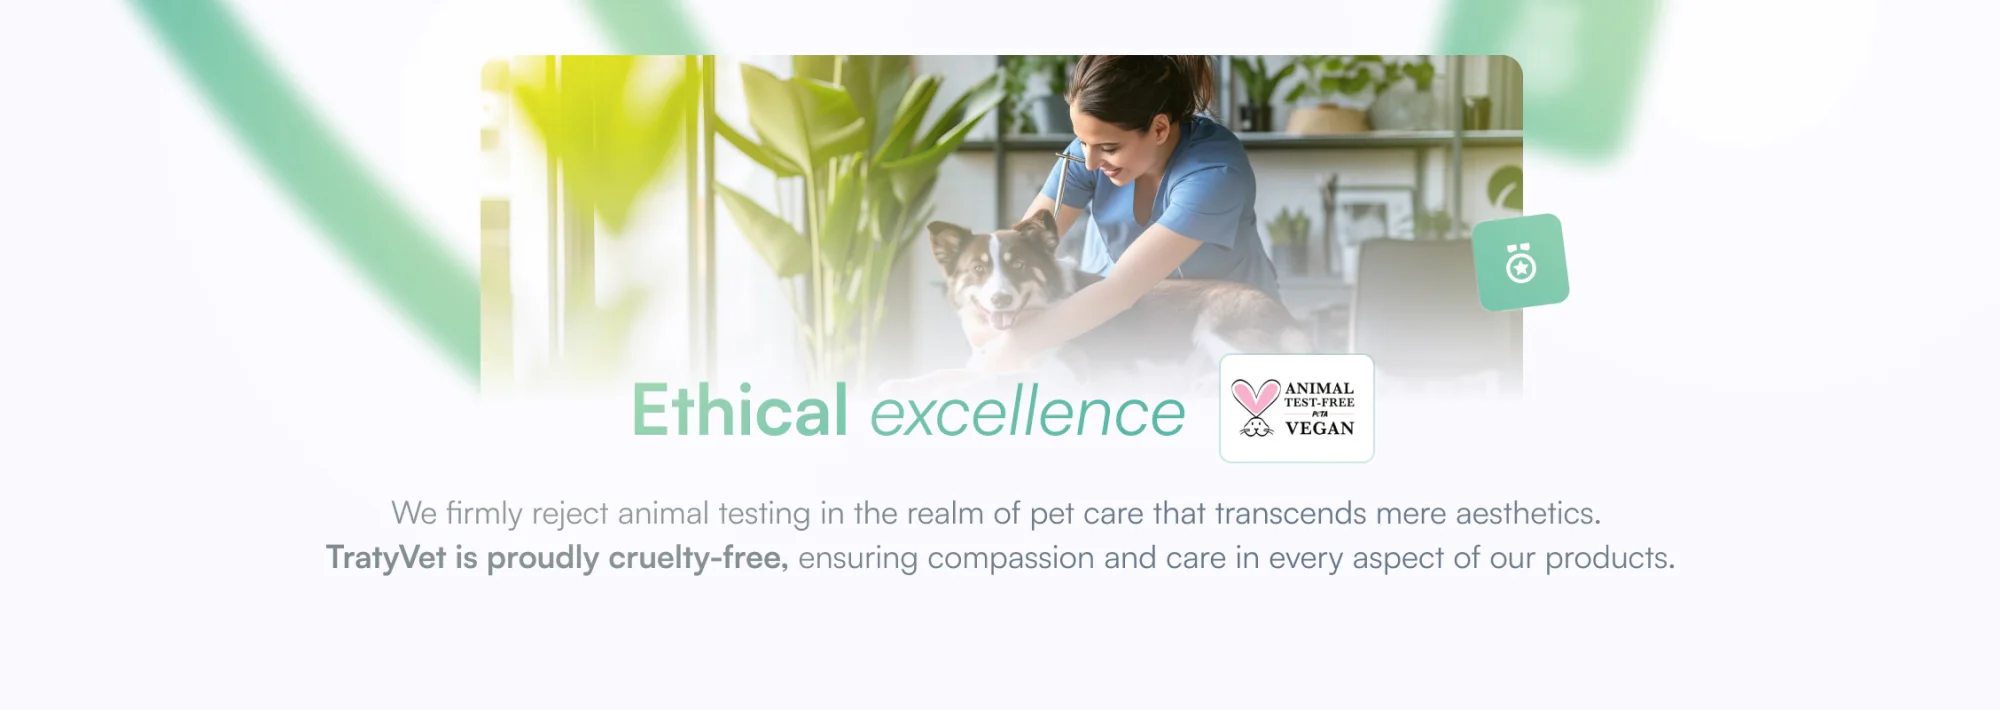 Ethical excellence
ANIMAL
TEST-FREE
PETA
VEGAN
We firmly reject animal testing in the realm of pet care that transcends mere aesthetics.
TratyVet is proudly cruelty-free, ensuring compassion and care in every aspect of our products.